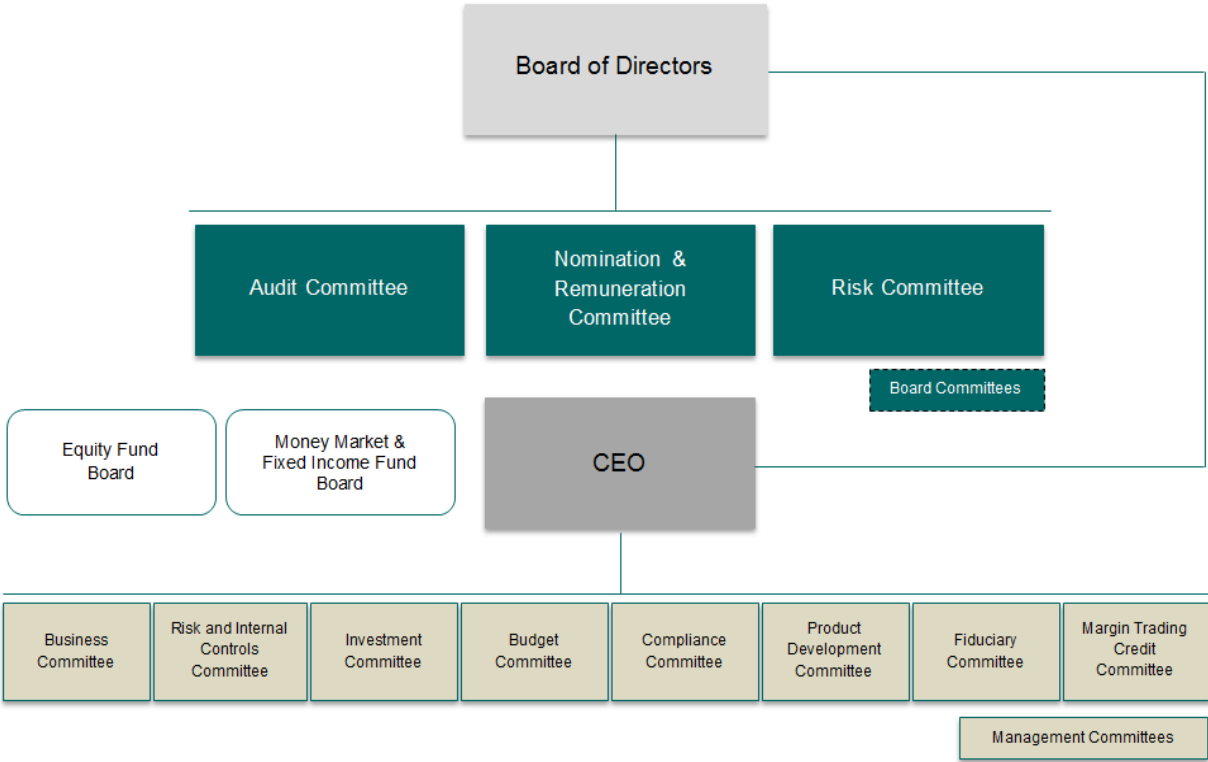 Board of Directors
Audit Committee
Nomination &
Remuneration
Committee
Risk Committee
Board Committees
Equity Fund
Board
Money Market &
Fixed Income Fund
Board
CEO
Business
Committee
Risk and Internal
Controls
Committee
Investment
Committee
Budget
Committee
Compliance
Committee
Product
Development
Committee
Fiduciary
Committee
Margin Trading
Credit
Committee
Management Committees